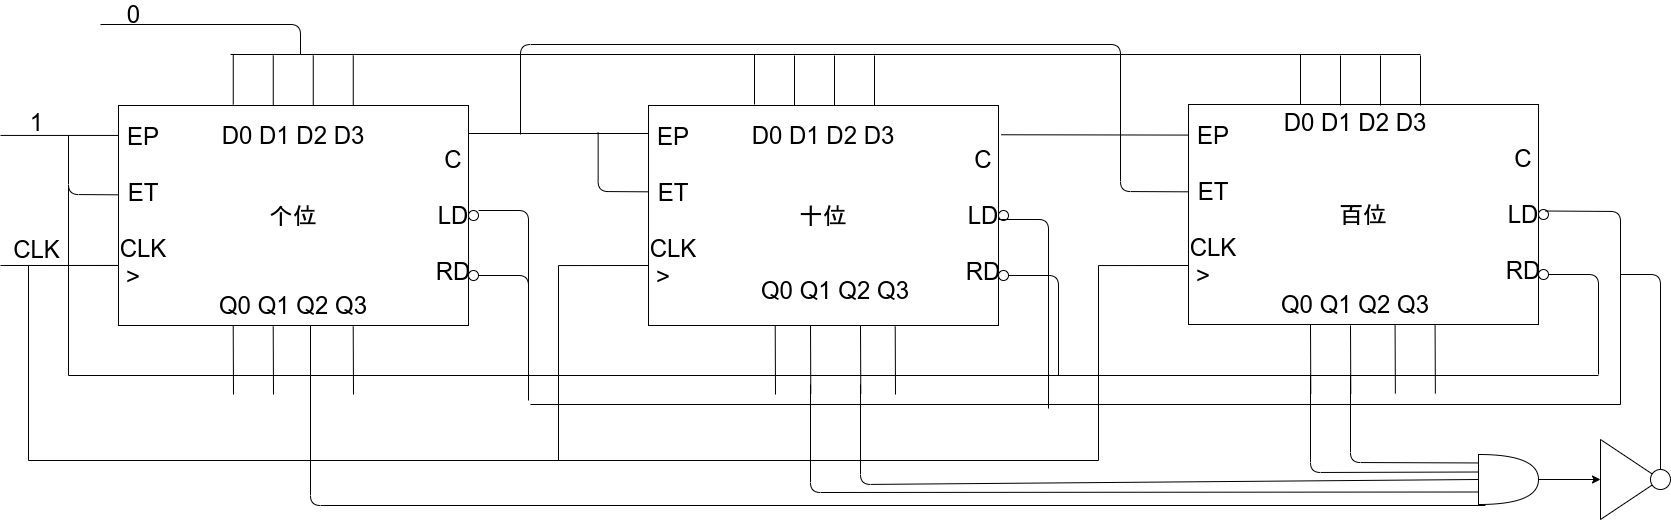 0
1
CLK
EP
D0 D1 D2 D3
C
ET
个位
LD
CLK
>
RD
Q0 Q1 Q2 Q3
EP
D0 D1 D2 D3
C
ET
十位
LD
CLK
>
RD
Q0 Q1 Q2 Q3
EP
D0 D1 D2 D3
C
ET
百位
LD
CLK
>
RD
Q0 Q1 Q2 Q3